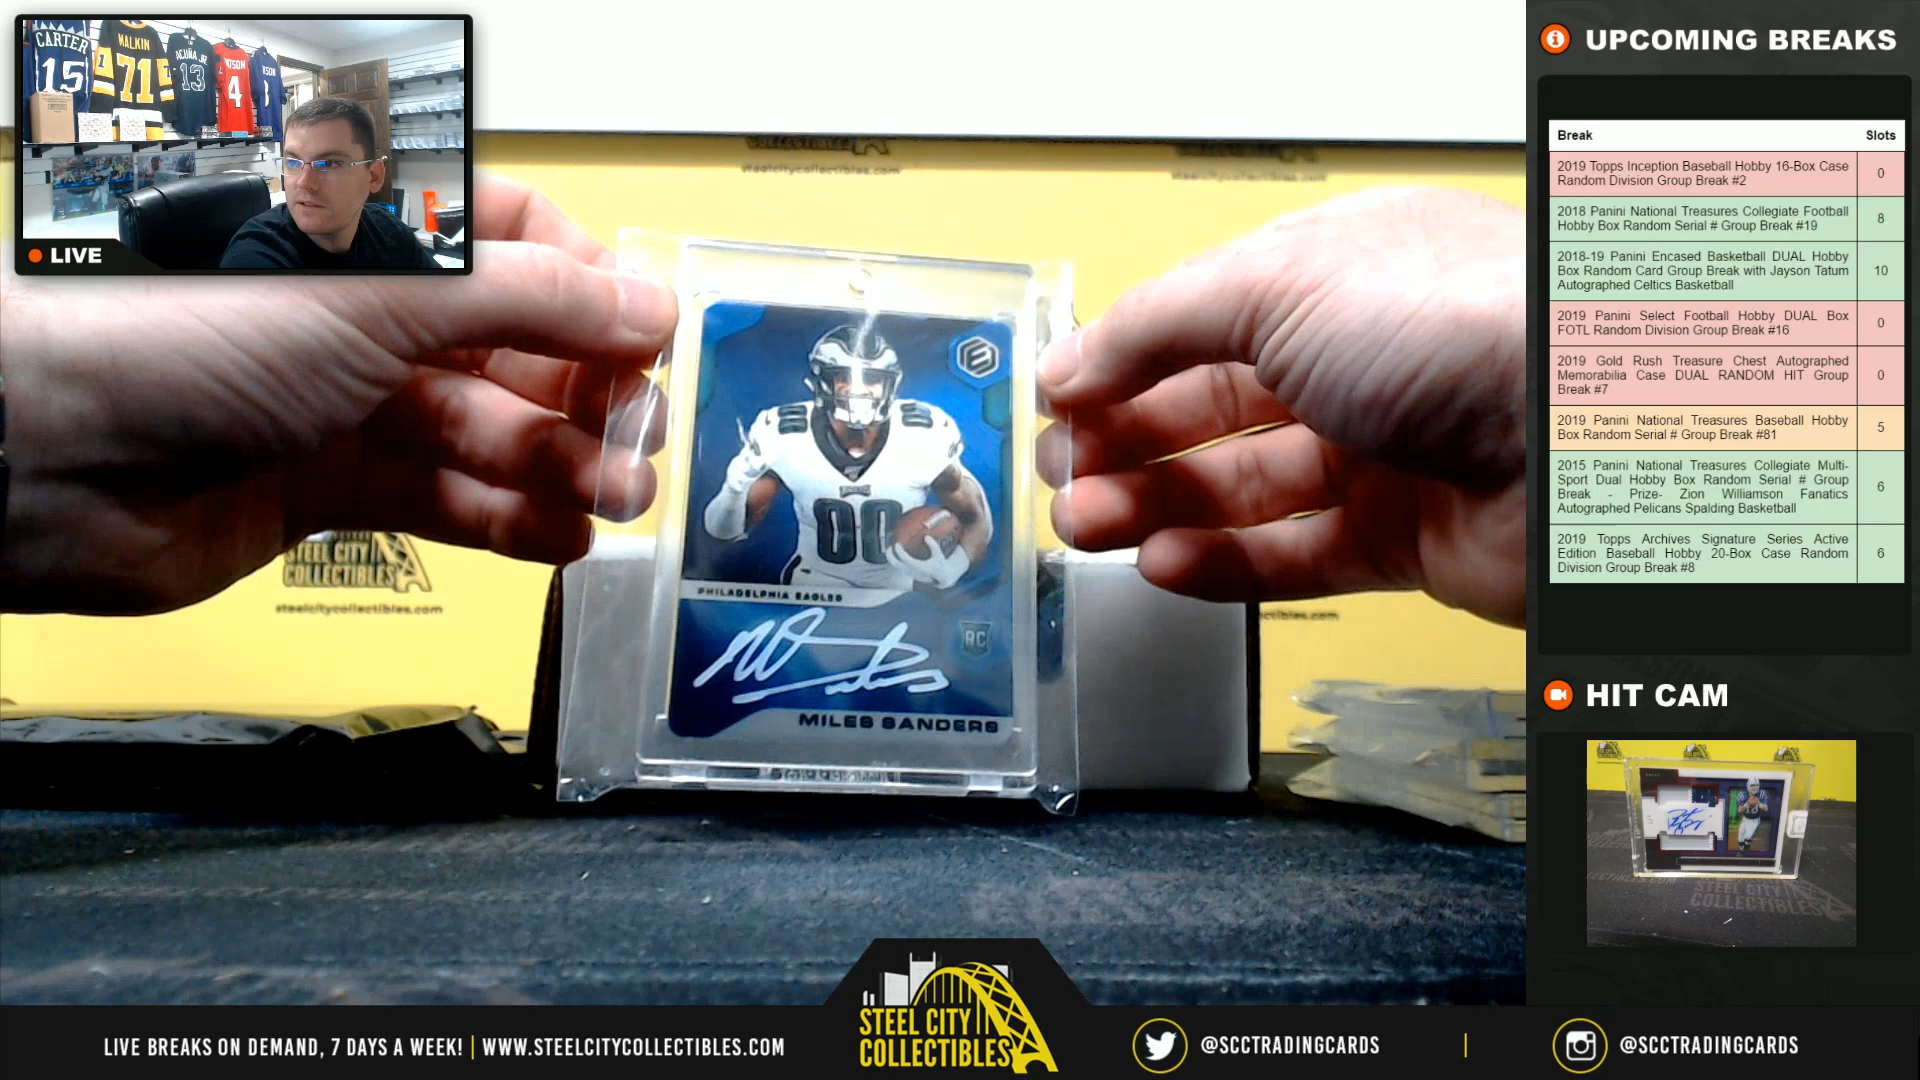 CARTER
15
MALKIN
71
ACUÑA JR
13
4
LIVE
COLLECTIBLES
steelcitycollectibles.com
E
00
PHILADELPHIA EAGLES
RC
MILES SANDERS
STEEL CITY
COLLECTIBLES
steelcitycollectibles.com
UPCOMING BREAKS
Break Slots
2019 Topps Inception Baseball Hobby 16-Box Case
Random Division Group Break #2
0
2018 Panini National Treasures Collegiate Football
Hobby Box Random Serial # Group Break #19
8
2018-19 Panini Encased Basketball DUAL Hobby
Box Random Card Group Break with Jayson Tatum
Autographed Celtics Basketball
10
2019 Panini Select Football Hobby DUAL Box
FOTL Random Division Group Break #16
0
2019 Gold Rush Treasure Chest Autographed
Memorabilia Case DUAL RANDOM HIT Group
Break #7
0
2019 Panini National Treasures Baseball Hobby
Box Random Serial # Group Break #81
5
2015 Panini National Treasures Collegiate Multi-
Sport Dual Hobby Box Random Serial # Group
Break - Prize- Zion Williamson Fanatics
Autographed Pelicans Spalding Basketball
6
2019 Topps Archives Signature Series Active
Edition Baseball Hobby 20-Box Case Random
Division Group Break #8
6
HIT CAM
STEEL CITY
COLLECTIBLES
LIVE BREAKS ON DEMAND, 7 DAYS A WEEK! | WWW.STEELCITYCOLLECTIBLES.COM
STEEL CITY
COLLECTIBLES
@SCCTRADINGCARDS
@SCCTRADINGCARDS